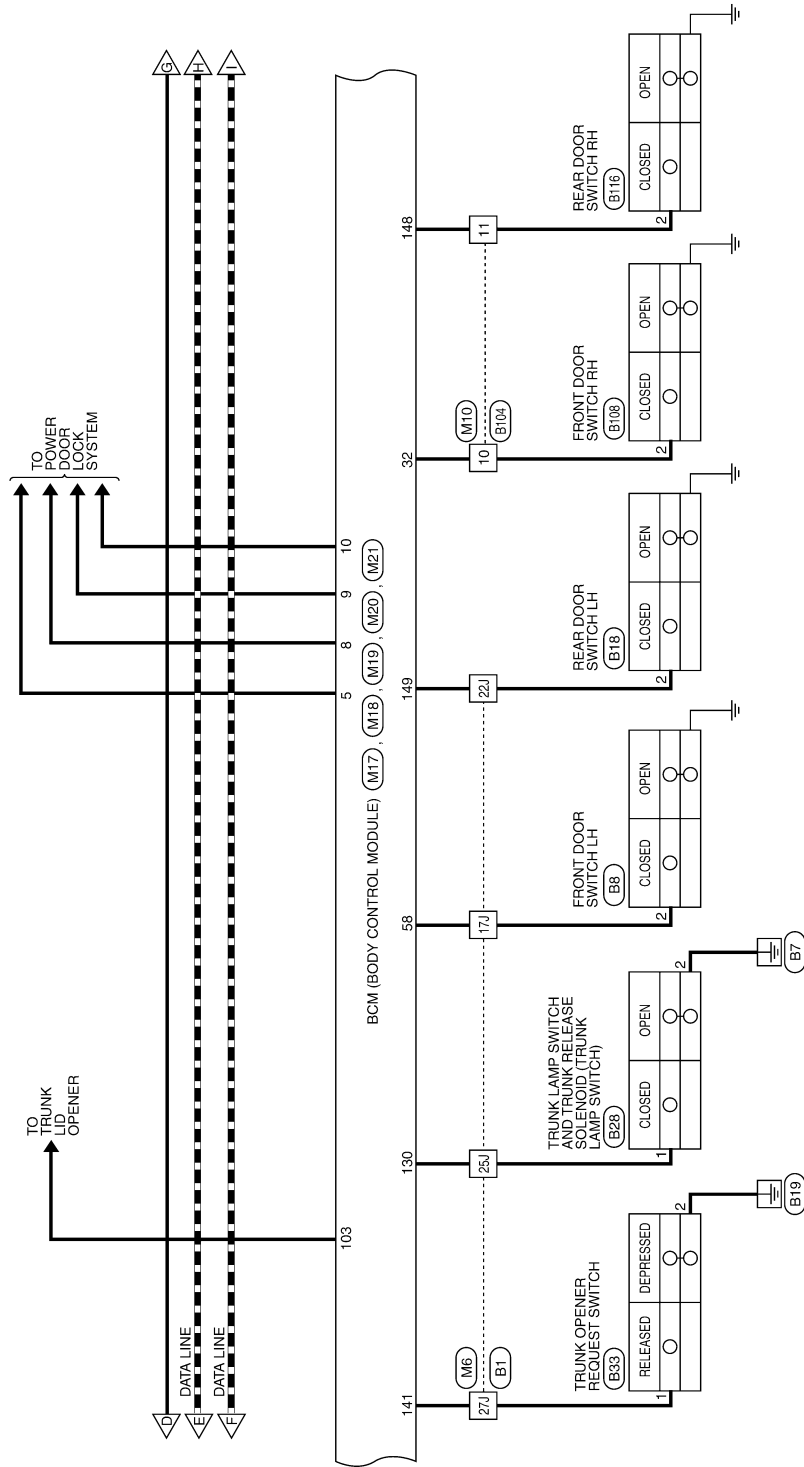 TO
TRUNK
LID
OPENER
TO
POWER
DOOR
LOCK
SYSTEM
D
G
DATA LINE
E
H
DATA LINE
F
I
103
5
8
9
10
BCM (BODY CONTROL MODULE) M17 , M18 , M19 , M20 , M21
141
130
58
149
32
148
M6
M10
27J
25J
17J
22J
10
11
B1
B104
TRUNK OPENER
REQUEST SWITCH
B33
RELEASED
DEPRESSED
1
2
B19
TRUNK LAMP SWITCH
AND TRUNK RELEASE
SOLENOID (TRUNK
LAMP SWITCH)
B28
CLOSED
OPEN
1
2
B7
FRONT DOOR
SWITCH LH
B8
CLOSED
OPEN
2
REAR DOOR
SWITCH LH
B18
CLOSED
OPEN
2
FRONT DOOR
SWITCH RH
B108
CLOSED
OPEN
2
REAR DOOR
SWITCH RH
B116
CLOSED
OPEN
2